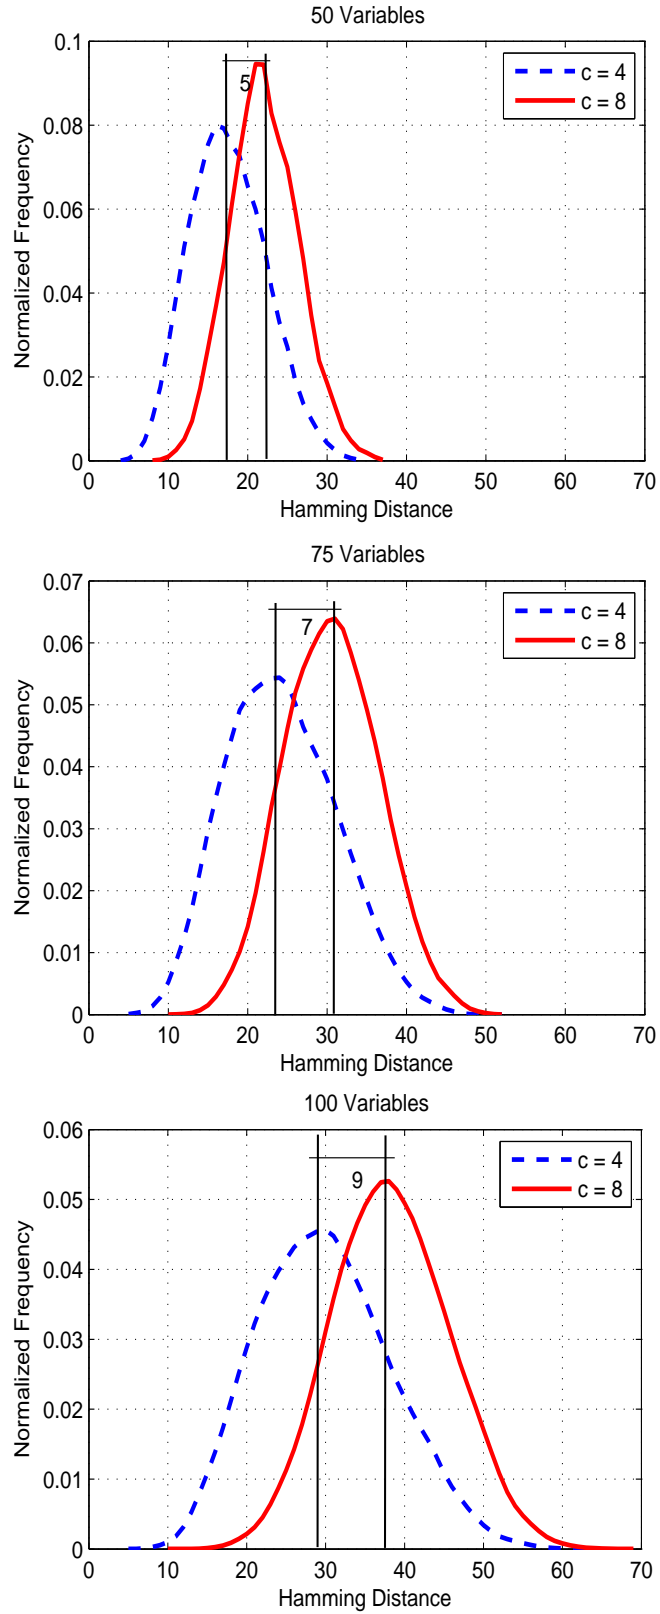 50 Variables
0.1
0.08
0.06
0.04
0.02
0
Normalized Frequency
5
c = 4
c = 8
0 10 20 30 40 50 60 70
Hamming Distance
75 Variables
0.07
0.06
0.05
0.04
0.03
0.02
0.01
0
Normalized Frequency
7
c = 4
c = 8
0 10 20 30 40 50 60 70
Hamming Distance
100 Variables
0.06
0.05
0.04
0.03
0.02
0.01
0
Normalized Frequency
9
c = 4
c = 8
0 10 20 30 40 50 60 70
Hamming Distance